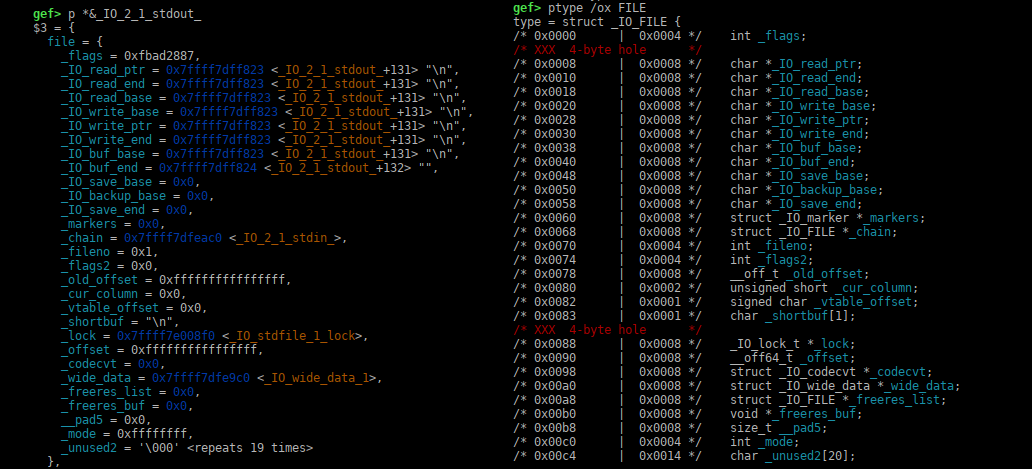 gef> p *&_IO_2_1_stdout_
$3 = {
  file = {
    _flags = 0xfbad2887,
    _IO_read_ptr = 0x7ffff7dff823 <_IO_2_1_stdout_+131> "\n",
    _IO_read_end = 0x7ffff7dff823 <_IO_2_1_stdout_+131> "\n",
    _IO_read_base = 0x7ffff7dff823 <_IO_2_1_stdout_+131> "\n",
    _IO_write_base = 0x7ffff7dff823 <_IO_2_1_stdout_+131> "\n",
    _IO_write_ptr = 0x7ffff7dff823 <_IO_2_1_stdout_+131> "\n",
    _IO_write_end = 0x7ffff7dff823 <_IO_2_1_stdout_+131> "\n",
    _IO_buf_base = 0x7ffff7dff823 <_IO_2_1_stdout_+131> "\n",
    _IO_buf_end = 0x7ffff7dff824 <_IO_2_1_stdout_+132> "",
    _IO_save_base = 0x0,
    _IO_backup_base = 0x0,
    _IO_save_end = 0x0,
    _markers = 0x0,
    _chain = 0x7ffff7dfeac0 <_IO_2_1_stdin_>,
    _fileno = 0x1,
    _flags2 = 0x0,
    _old_offset = 0xffffffffffffffff,
    _cur_column = 0x0,
    _vtable_offset = 0x0,
    _shortbuf = "\n",
    _lock = 0x7ffff7e008f0 <_IO_stdfile_1_lock>,
    _offset = 0xffffffffffffffff,
    _codecvt = 0x0,
    _wide_data = 0x7ffff7dfe9c0 <_IO_wide_data_1>,
    _freeres_list = 0x0,
    _freeres_buf = 0x0,
    __pad5 = 0x0,
    _mode = 0xffffffff,
    _unused2 = '\000' <repeats 19 times>
  },
gef> ptype /ox FILE
type = struct _IO_FILE {
/* 0x0000      |  0x0004 */    int _flags;
/* XXX  4-byte hole      */
/* 0x0008      |  0x0008 */    char *_IO_read_ptr;
/* 0x0010      |  0x0008 */    char *_IO_read_end;
/* 0x0018      |  0x0008 */    char *_IO_read_base;
/* 0x0020      |  0x0008 */    char *_IO_write_base;
/* 0x0028      |  0x0008 */    char *_IO_write_ptr;
/* 0x0030      |  0x0008 */    char *_IO_write_end;
/* 0x0038      |  0x0008 */    char *_IO_buf_base;
/* 0x0040      |  0x0008 */    char *_IO_buf_end;
/* 0x0048      |  0x0008 */    char *_IO_save_base;
/* 0x0050      |  0x0008 */    char *_IO_backup_base;
/* 0x0058      |  0x0008 */    char *_IO_save_end;
/* 0x0060      |  0x0008 */    struct _IO_marker *_markers;
/* 0x0068      |  0x0008 */    struct _IO_FILE *_chain;
/* 0x0070      |  0x0004 */    int _fileno;
/* 0x0074      |  0x0004 */    int _flags2;
/* 0x0078      |  0x0008 */    __off_t _old_offset;
/* 0x0080      |  0x0002 */    unsigned short _cur_column;
/* 0x0082      |  0x0001 */    signed char _vtable_offset;
/* 0x0083      |  0x0001 */    char _shortbuf[1];
/* XXX  4-byte hole      */
/* 0x0088      |  0x0008 */    _IO_lock_t *_lock;
/* 0x0090      |  0x0008 */    __off64_t _offset;
/* 0x0098      |  0x0008 */    struct _IO_codecvt *_codecvt;
/* 0x00a0      |  0x0008 */    struct _IO_wide_data *_wide_data;
/* 0x00a8      |  0x0008 */    struct _IO_FILE *_freeres_list;
/* 0x00b0      |  0x0008 */    void *_freeres_buf;
/* 0x00b8      |  0x0008 */    size_t __pad5;
/* 0x00c0      |  0x0004 */    int _mode;
/* 0x00c4      |  0x0014 */    char _unused2[20];